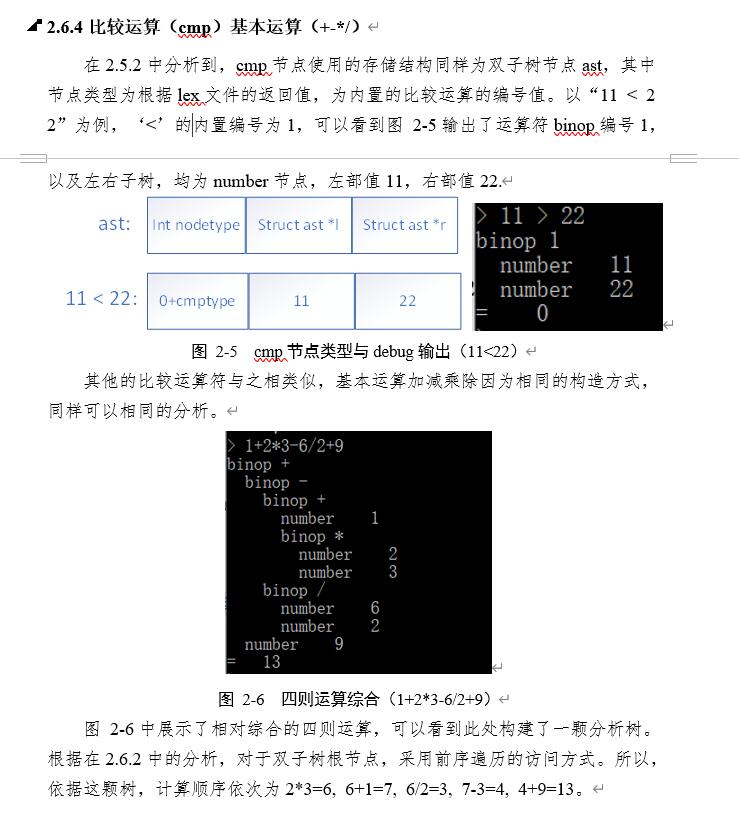 2.6.4 比较运算（cmp）基本运算（+-*/）
在 2.5.2 中分析到，cmp 节点使用的存储结构同样为双子树节点 ast，其中
节点类型为根据 lex 文件的返回值，为内置的比较运算的编号值。以“11 < 2
2”为例，‘<’的内置编号为 1，可以看到图 2-5 输出了运算符 binop 编号 1，
以及左右子树，均为 number 节点，左部值 11，右部值 22.
ast: Int nodetype Struct ast *l Struct ast *r
11 < 22: 0+cmptype 11 22
> 11 > 22
binop 1
number 11
number 22
= 0
图 2-5 cmp 节点类型与 debug 输出（11<22）
其他的比较运算符与之相类似，基本运算加减乘除因为相同的构造方式，
同样可以相同的分析。
> 1+2*3-6/2+9
binop +
binop -
binop +
number 1
binop *
number 2
number 3
binop /
number 6
number 2
number 9
= 13
图 2-6 四则运算综合（1+2*3-6/2+9）
图 2-6 中展示了相对综合的四则运算，可以看到此处构建了一颗分析树。
根据在 2.6.2 中的分析，对于双子树根节点，采用前序遍历的访问方式。所以，
依据这颗树，计算顺序依次为 2*3=6, 6+1=7, 6/2=3, 7-3=4, 4+9=13。